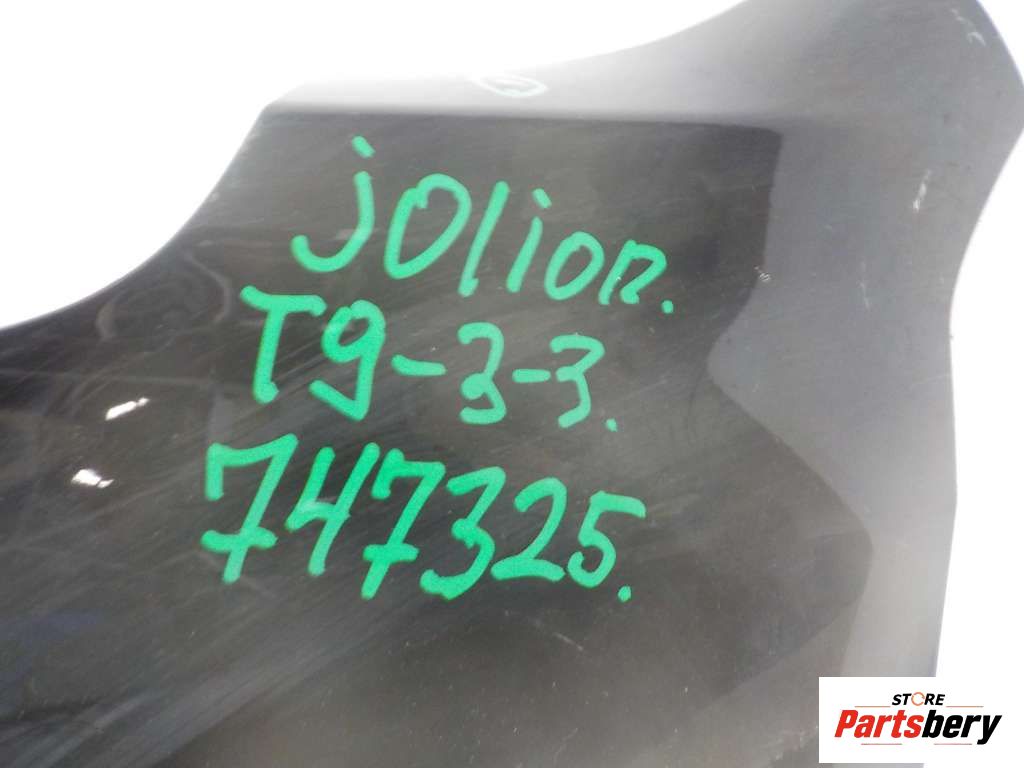 jolion.
T9-3-3.
747325.
STORE
Partsbery